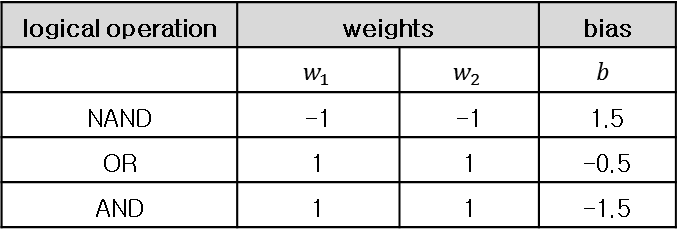 logical operation weights bias
w₁ w₂ b
NAND -1 -1 1.5
OR 1 1 -0.5
AND 1 1 -1.5